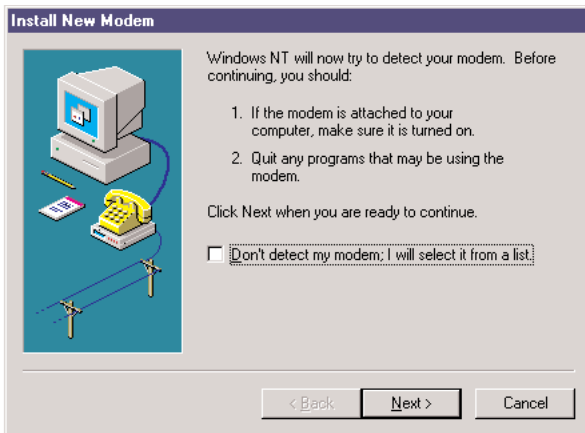 Install New Modem
Windows NT will now try to detect your modem. Before
continuing, you should:
1. If the modem is attached to your
computer, make sure it is turned on.
2. Quit any programs that may be using the
modem.
Click Next when you are ready to continue.
Don't detect my modem; I will select it from a list.
< Back
Next >
Cancel